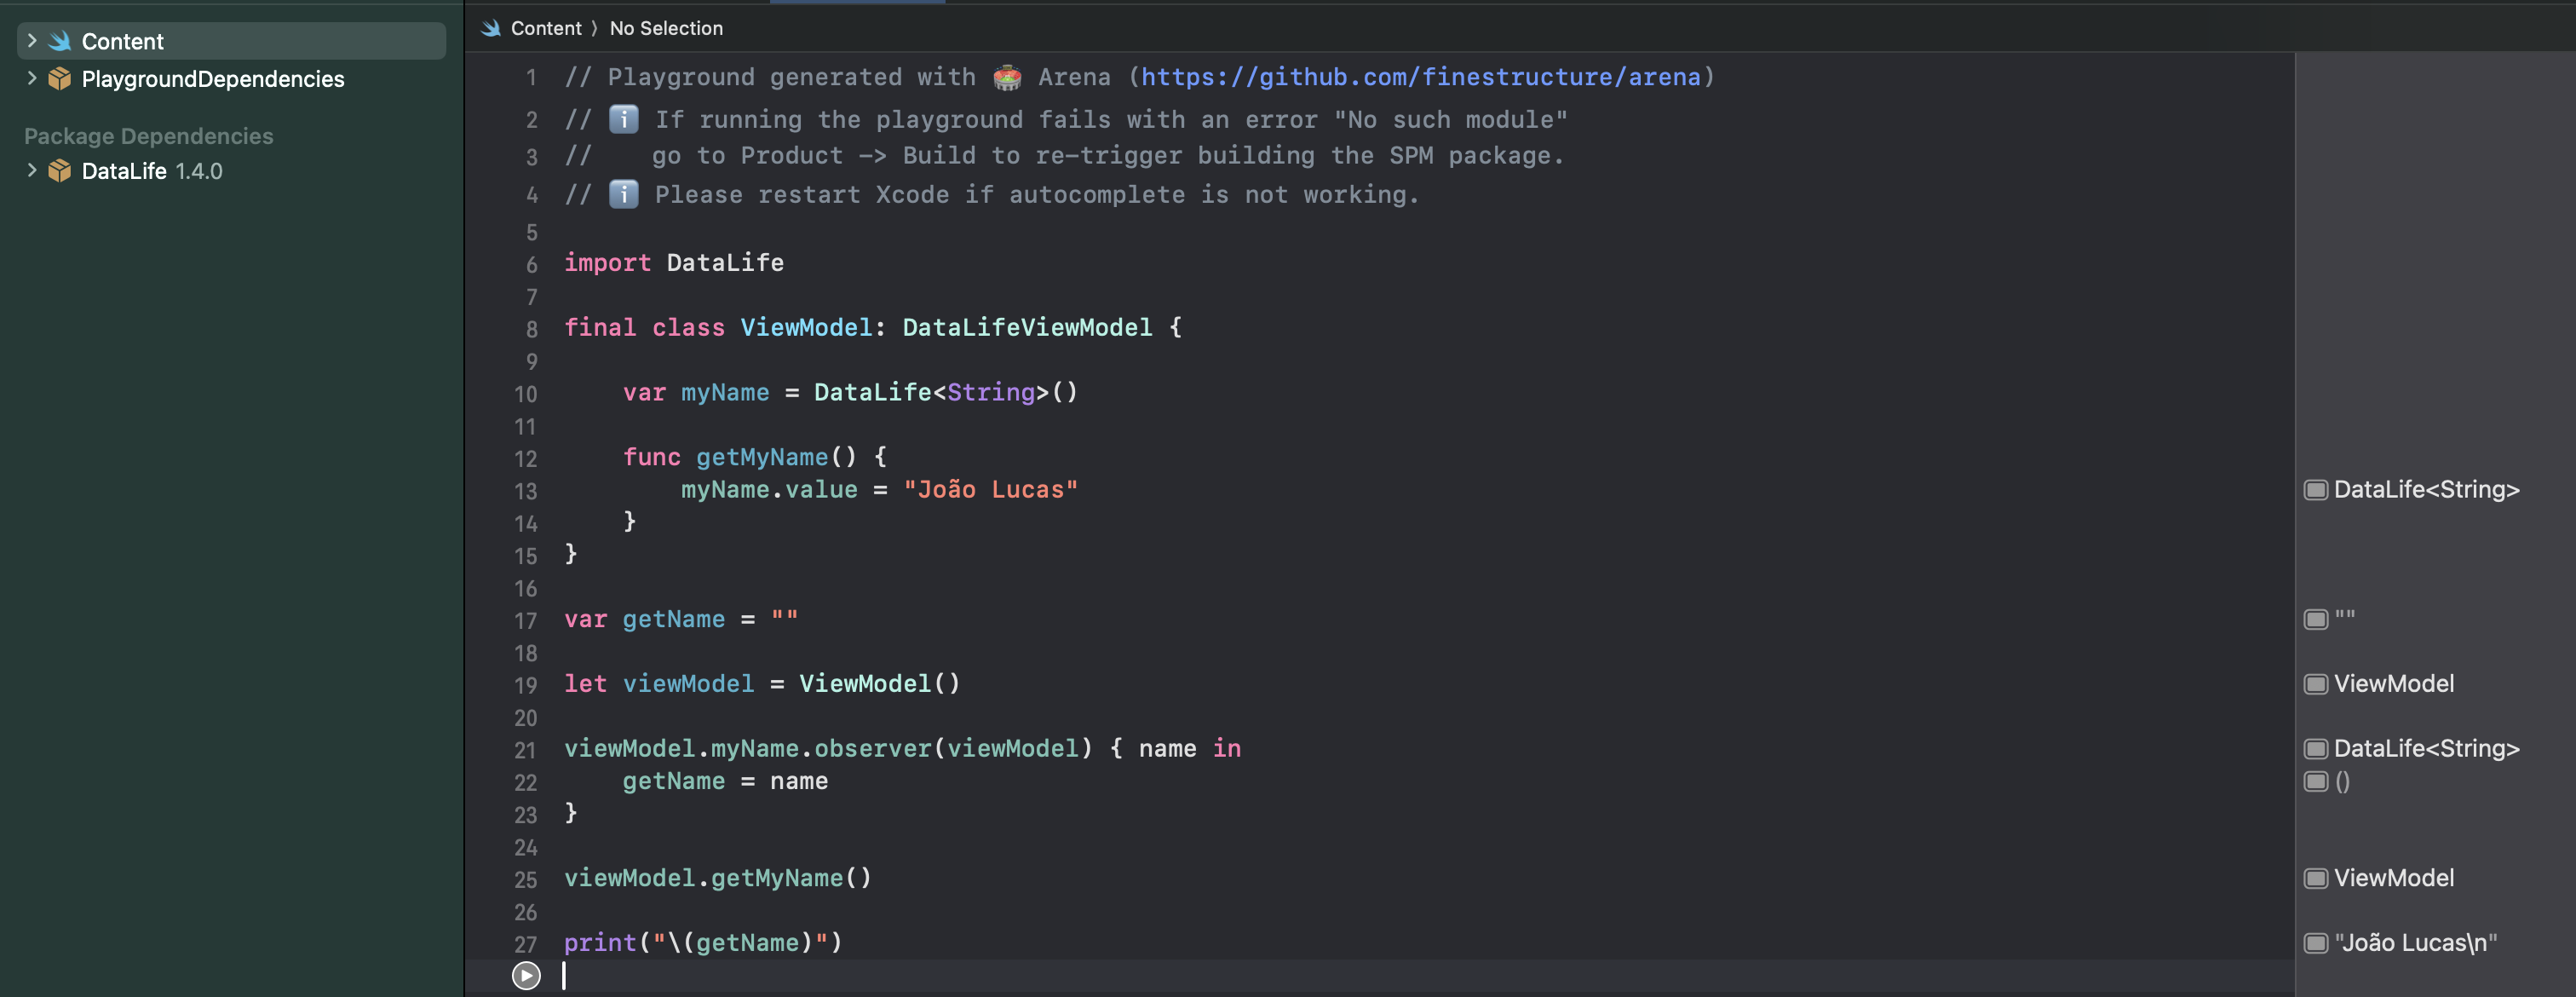 Content
PlaygroundDependencies
Package Dependencies
DataLife 1.4.0
Content ⟩ No Selection
1 // Playground generated with 🏟 Arena (https://github.com/finestructure/arena)
2 // ℹ️ If running the playground fails with an error "No such module"
3 //    go to Product -> Build to re-trigger building the SPM package.
4 // ℹ️ Please restart Xcode if autocomplete is not working.
5
6 import DataLife
7
8 final class ViewModel: DataLifeViewModel {
9
10     var myName = DataLife<String>()
11
12     func getMyName() {
13         myName.value = "João Lucas"
14     }
15 }
16
17 var getName = ""
18
19 let viewModel = ViewModel()
20
21 viewModel.myName.observer(viewModel) { name in
22     getName = name
23 }
24
25 viewModel.getMyName()
26
27 print("\(getName)")
DataLife<String>
""
ViewModel
DataLife<String>
()
ViewModel
"João Lucas\n"